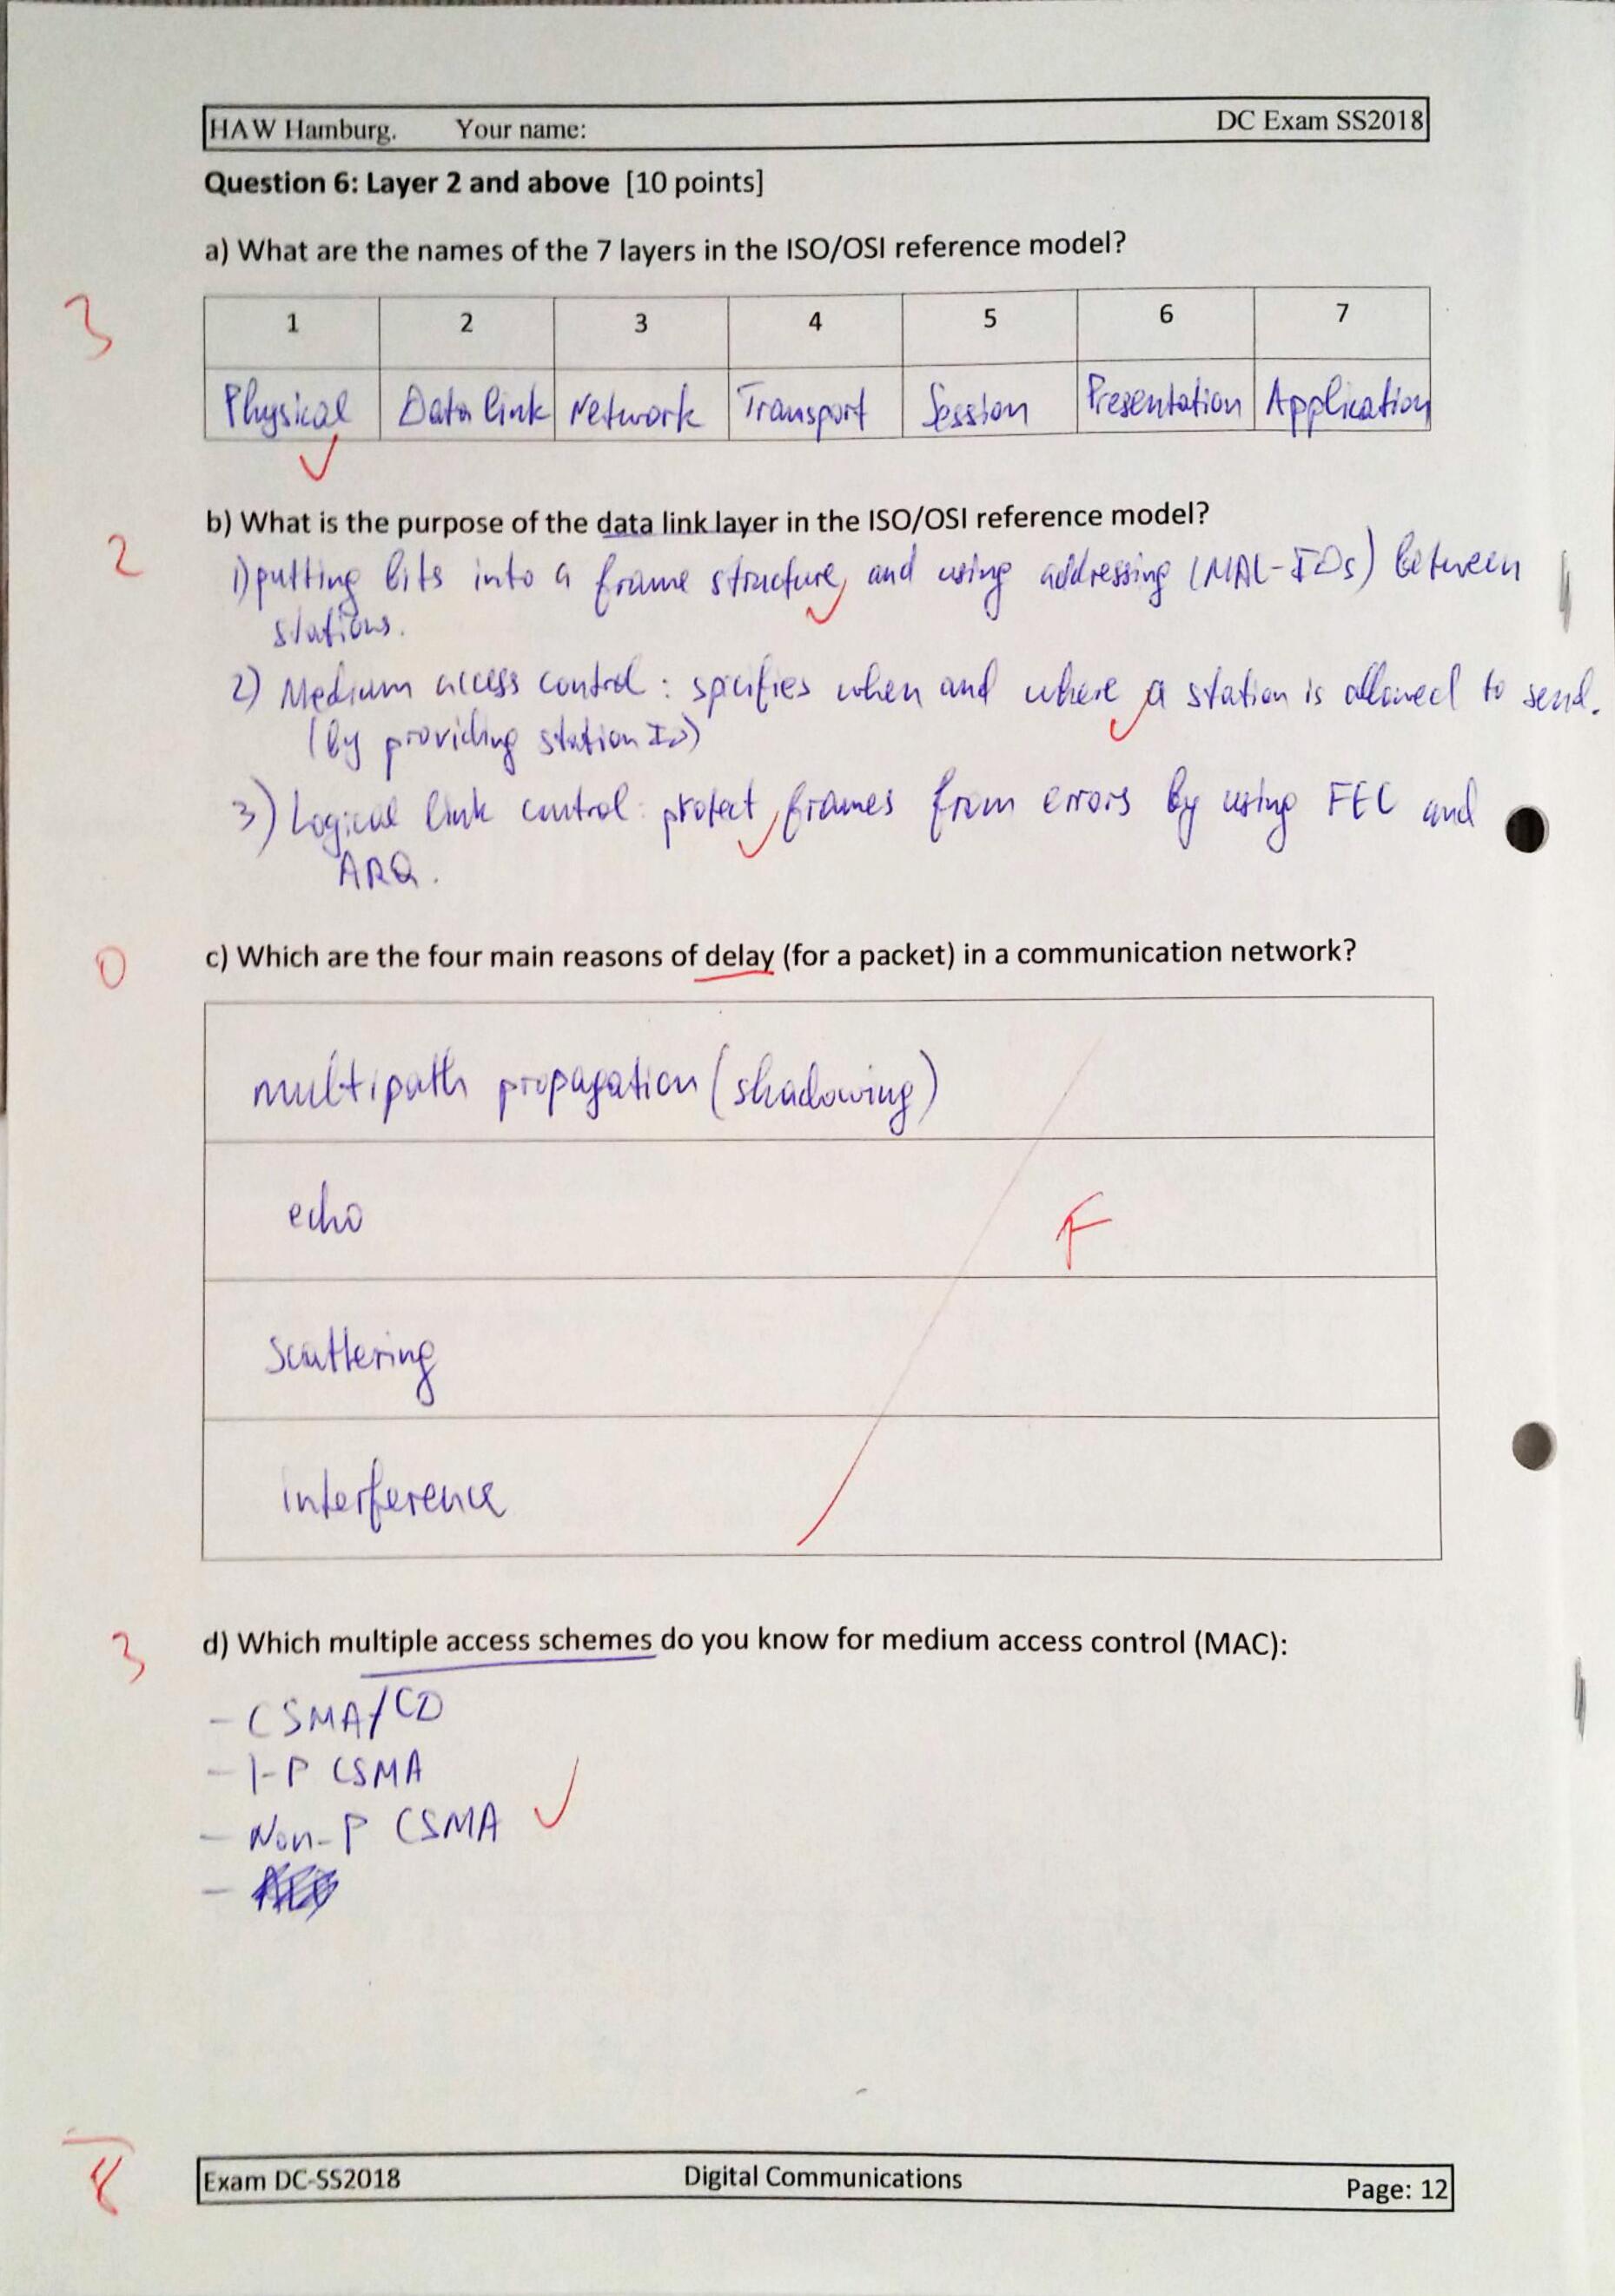 HAW Hamburg. Your name: DC Exam SS2018
Question 6: Layer 2 and above [10 points]
a) What are the names of the 7 layers in the ISO/OSI reference model?
3
1 2 3 4 5 6 7
Physical Data link Network Transport Session Presentation Application
b) What is the purpose of the data link layer in the ISO/OSI reference model?
2
1) putting bits into a frame structure, and using addressing (MAC-IDs) between
stations.
2) Medium access control : specifies when and where a station is allowed to send.
(by providing station ID)
3) Logical link control: protect frames from errors by using FEC and
ARQ.
0
c) Which are the four main reasons of delay (for a packet) in a communication network?
multipath propagation (shadowing)
echo
F
scattering
interference
3
d) Which multiple access schemes do you know for medium access control (MAC):
- CSMA/CD
- 1-P CSMA
- Non-P CSMA
-
8
Exam DC-SS2018 Digital Communications Page: 12